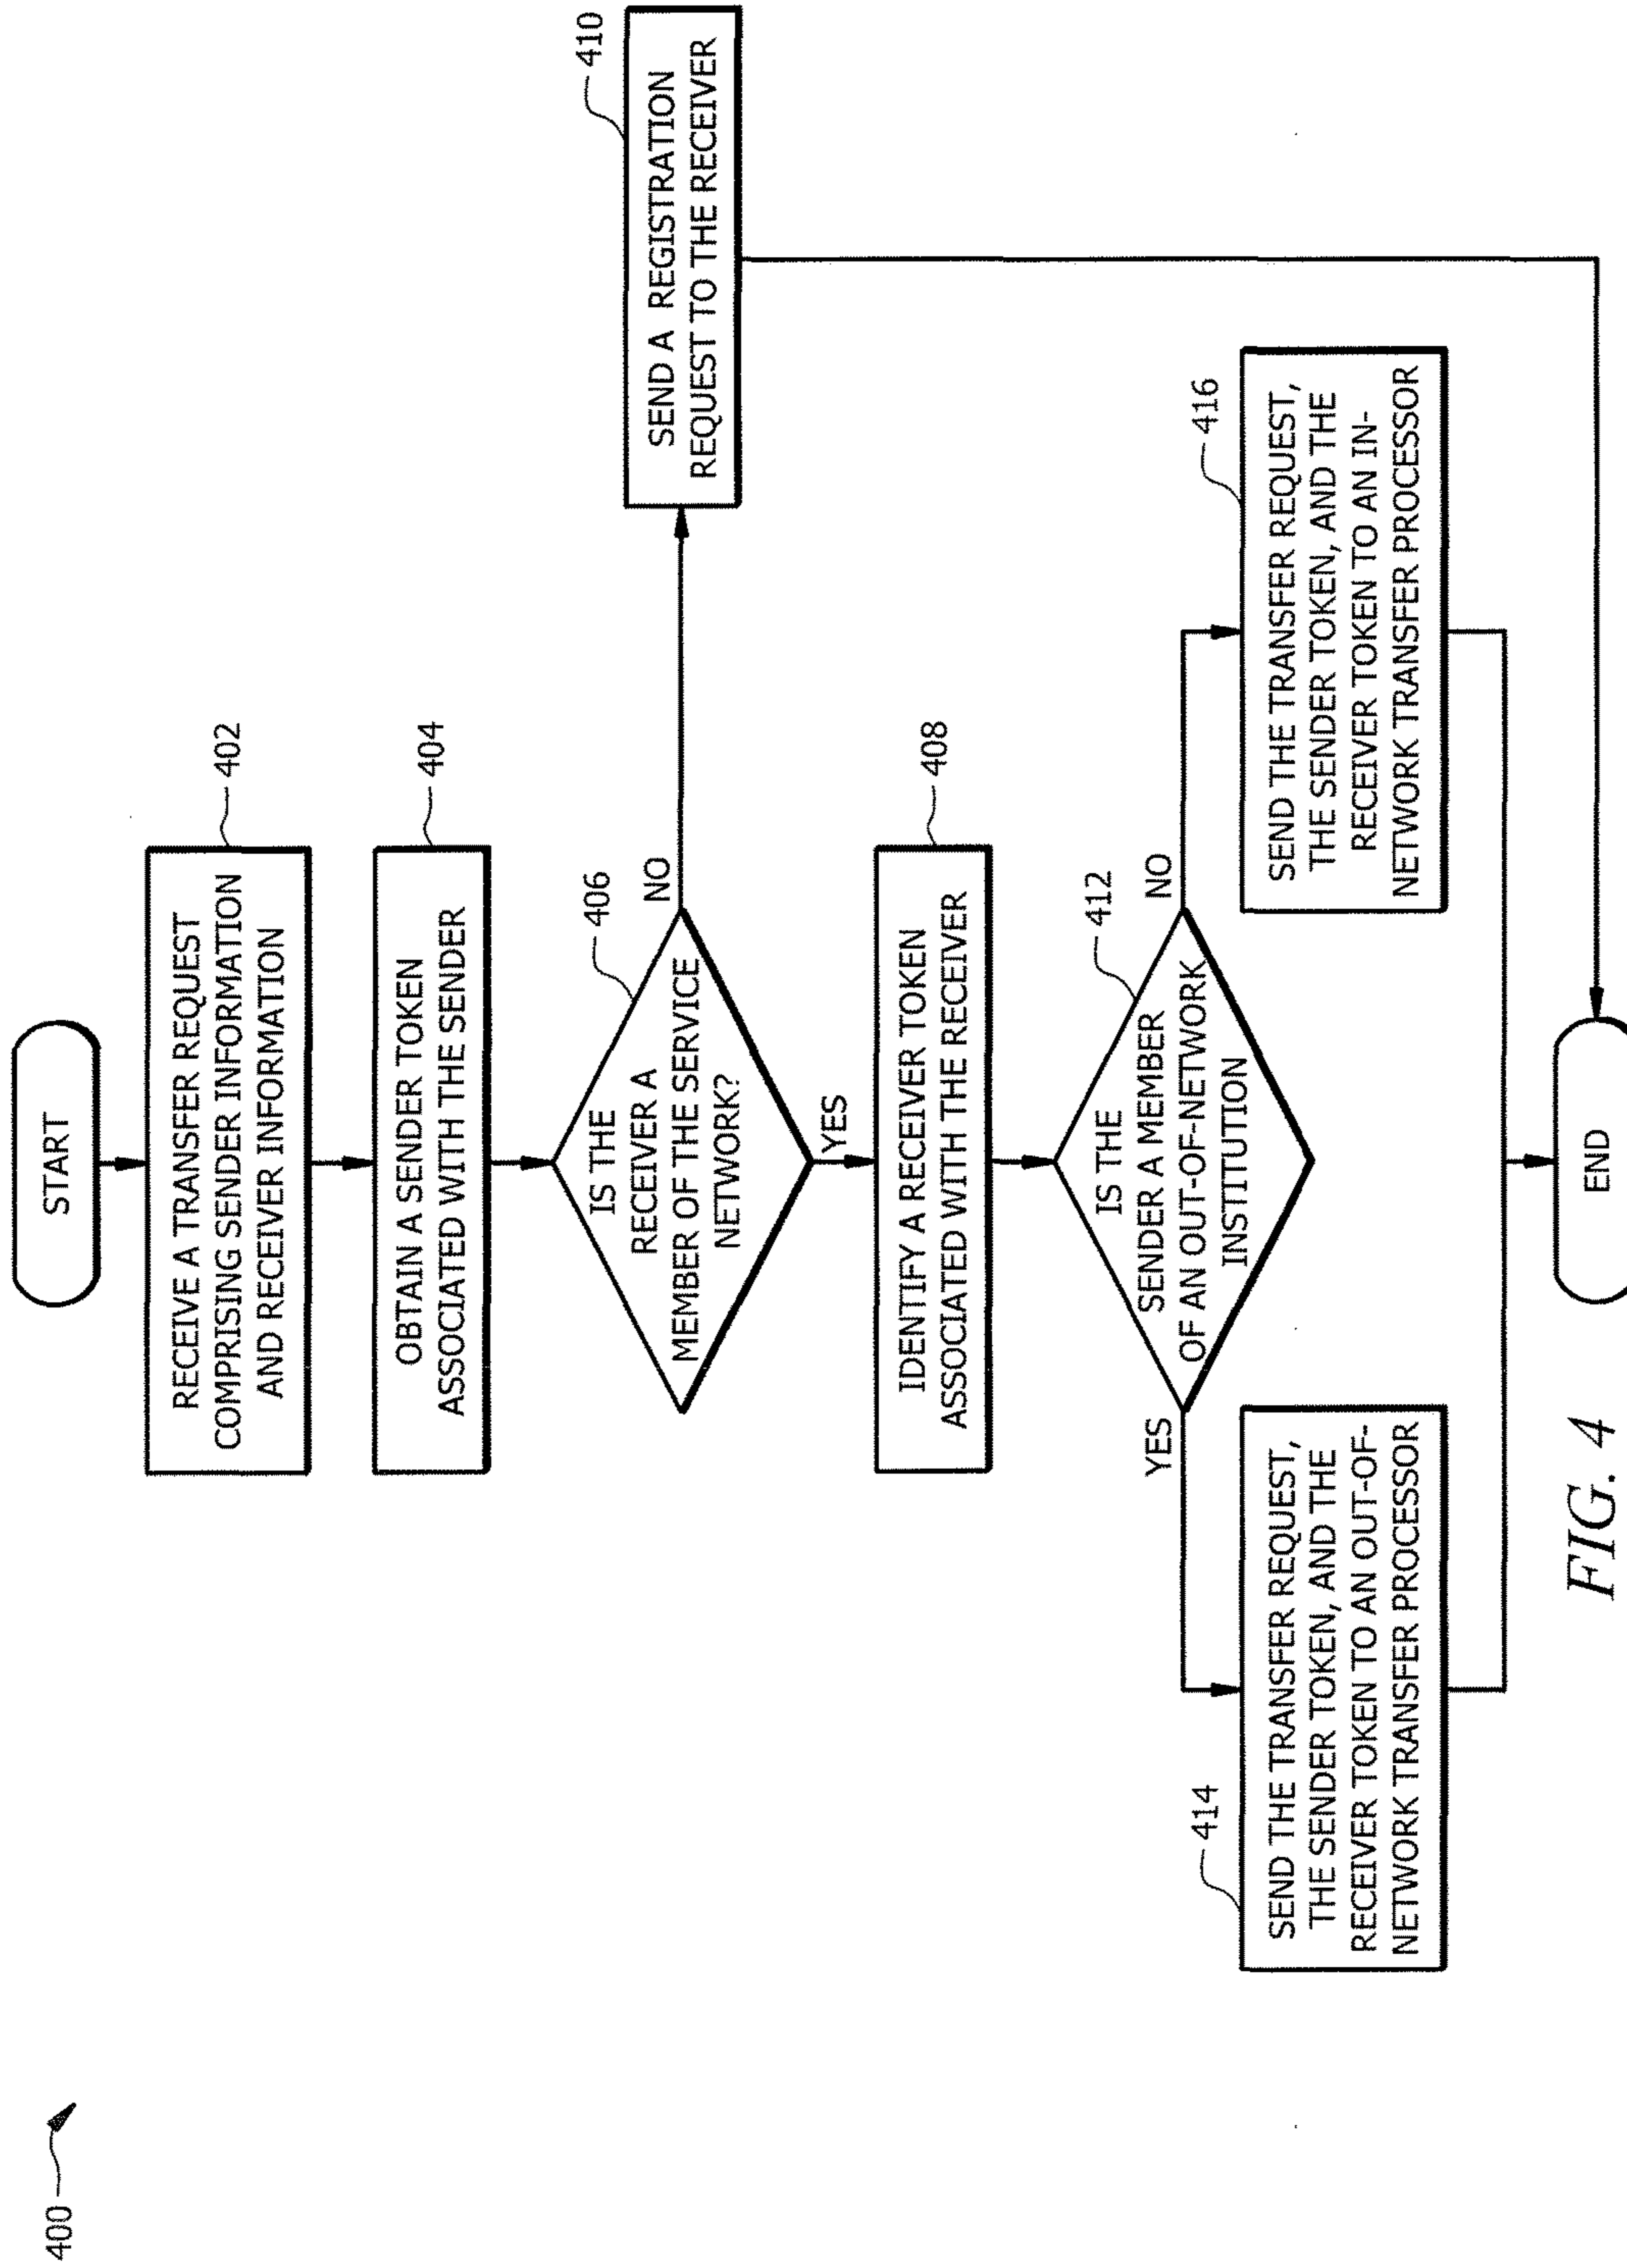 400
START
402
RECEIVE A TRANSFER REQUEST
COMPRISING SENDER INFORMATION
AND RECEIVER INFORMATION
404
OBTAIN A SENDER TOKEN
ASSOCIATED WITH THE SENDER
406
IS THE
RECEIVER A
MEMBER OF THE SERVICE
NETWORK?
NO
410
SEND A REGISTRATION
REQUEST TO THE RECEIVER
YES
408
IDENTIFY A RECEIVER TOKEN
ASSOCIATED WITH THE RECEIVER
412
IS THE
SENDER A MEMBER
OF AN OUT-OF-NETWORK
INSTITUTION
YES
NO
414
SEND THE TRANSFER REQUEST,
THE SENDER TOKEN, AND THE
RECEIVER TOKEN TO AN OUT-OF-
NETWORK TRANSFER PROCESSOR
416
SEND THE TRANSFER REQUEST,
THE SENDER TOKEN, AND THE
RECEIVER TOKEN TO AN IN-
NETWORK TRANSFER PROCESSOR
END
FIG. 4